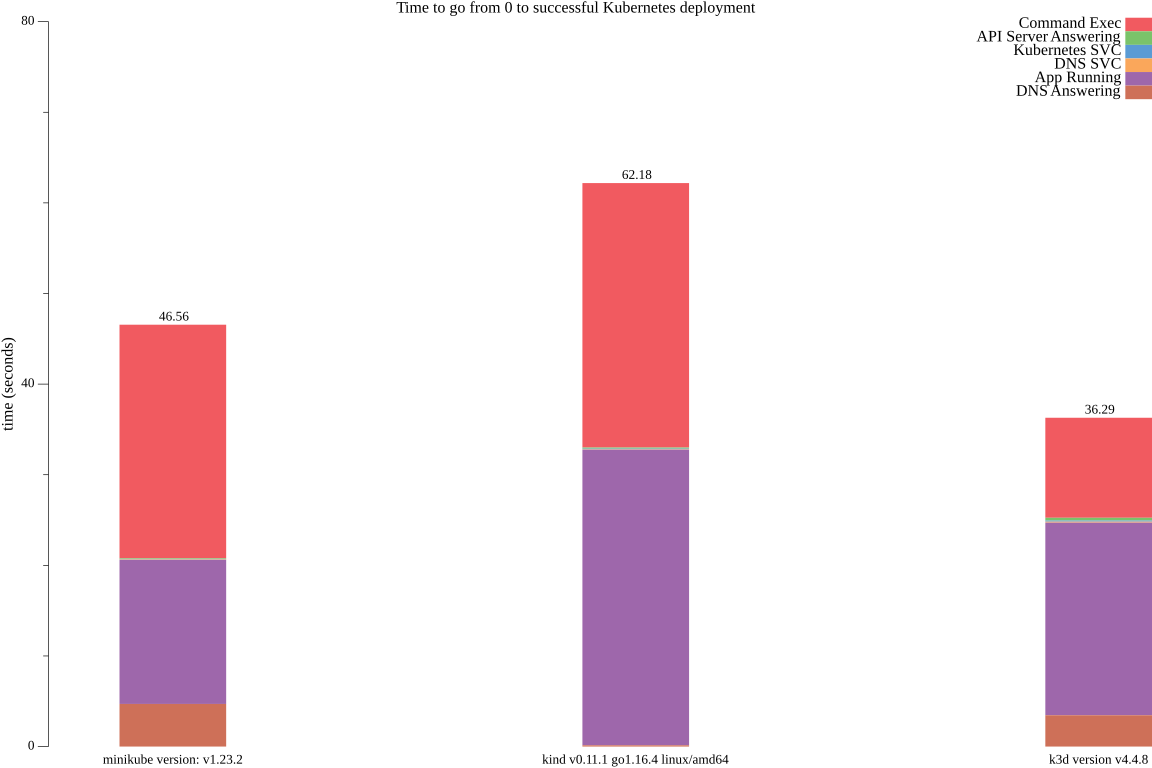 Time to go from 0 to successful Kubernetes deployment
80
Command Exec
API Server Answering
Kubernetes SVC
DNS SVC
App Running
DNS Answering
62.18
46.56
40
time (seconds)
36.29
0
minikube version: v1.23.2
kind v0.11.1 go1.16.4 linux/amd64
k3d version v4.4.8